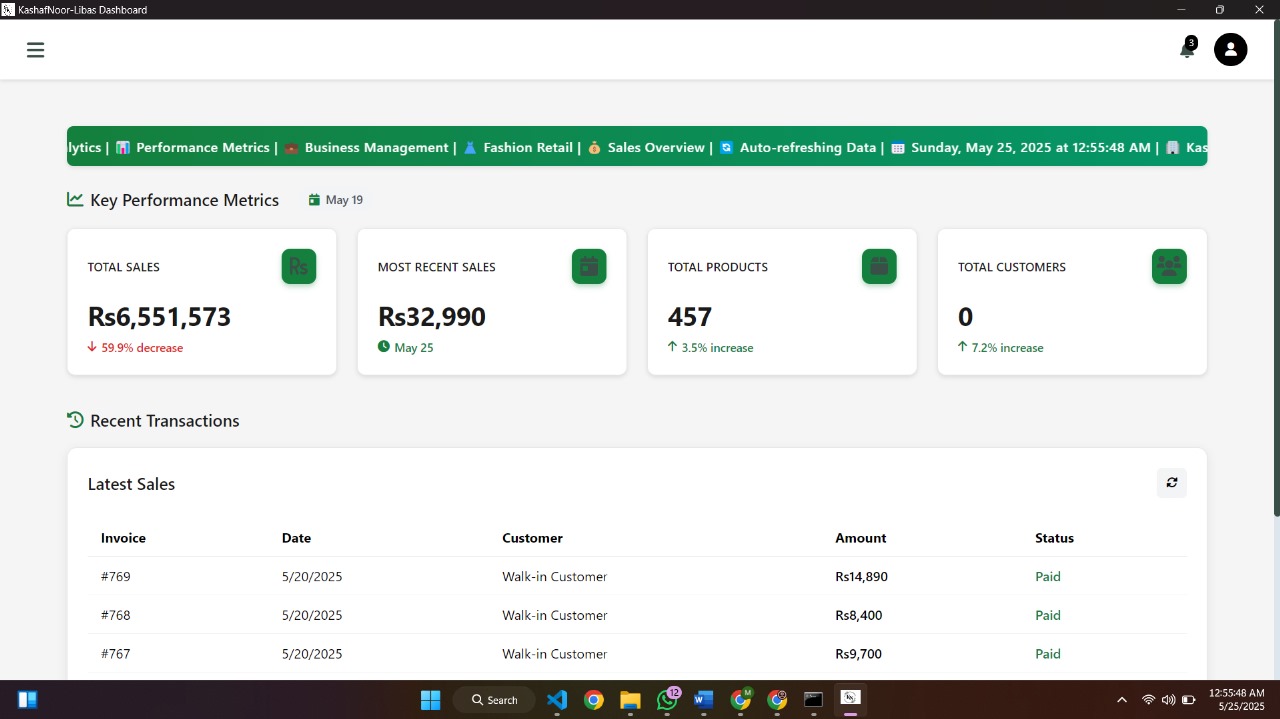 KashafNoor-Libas Dashboard
3
lytics | Performance Metrics | Business Management | Fashion Retail | Sales Overview | Auto-refreshing Data | Sunday, May 25, 2025 at 12:55:48 AM | Kas
Key Performance Metrics May 19
TOTAL SALES Rs
Rs6,551,573
59.9% decrease
MOST RECENT SALES
Rs32,990
May 25
TOTAL PRODUCTS
457
3.5% increase
TOTAL CUSTOMERS
0
7.2% increase
Recent Transactions
Latest Sales
Invoice Date Customer Amount Status
#769 5/20/2025 Walk-in Customer Rs14,890 Paid
#768 5/20/2025 Walk-in Customer Rs8,400 Paid
#767 5/20/2025 Walk-in Customer Rs9,700 Paid
Search 12 W M
12:55:48 AM
5/25/2025